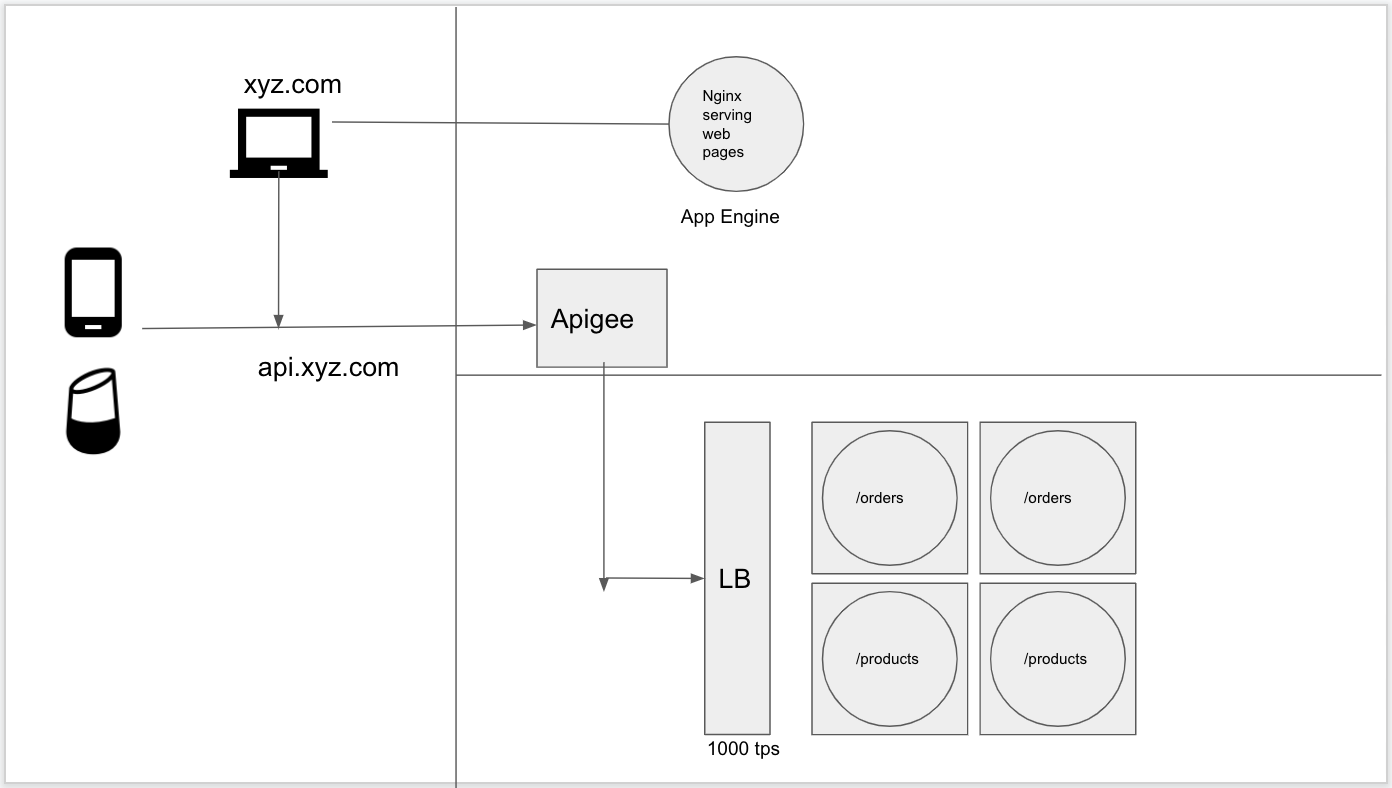 xyz.com
Nginx
serving
web
pages
App Engine
Apigee
api.xyz.com
/orders
/orders
LB
/products
/products
1000 tps